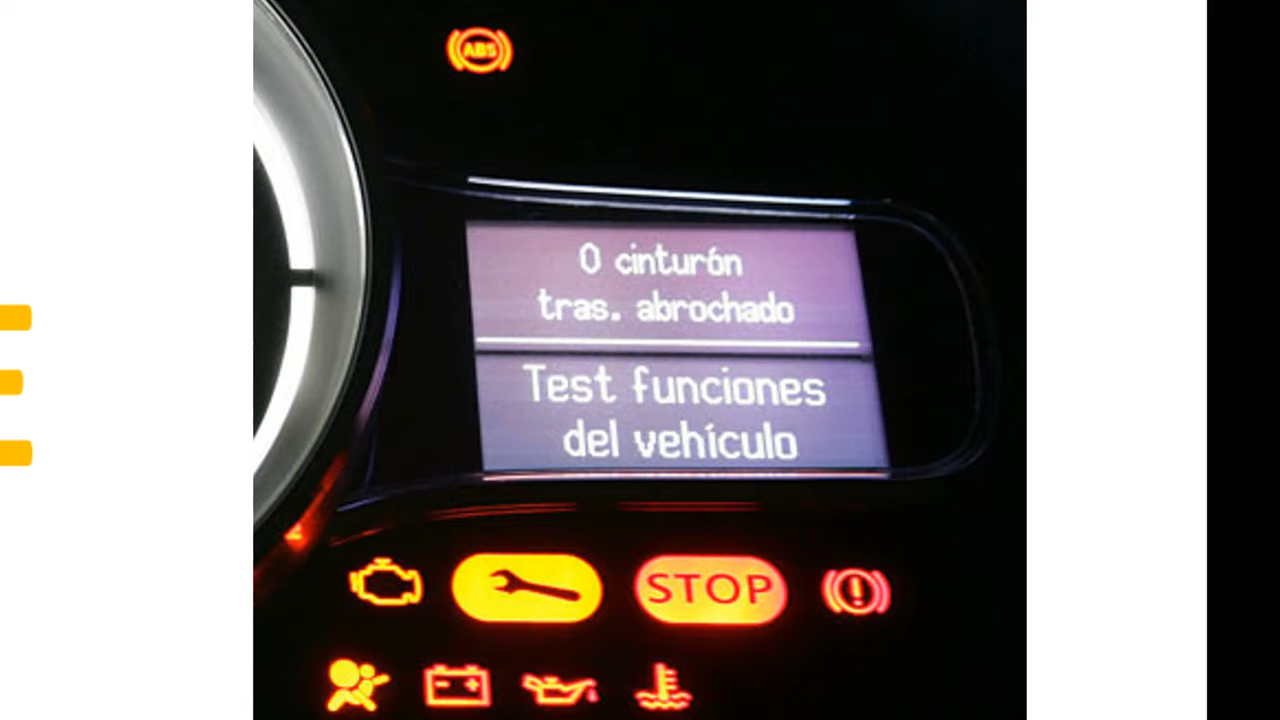 ABS
0 cinturón
tras. abrochado
Test funciones
del vehículo
STOP